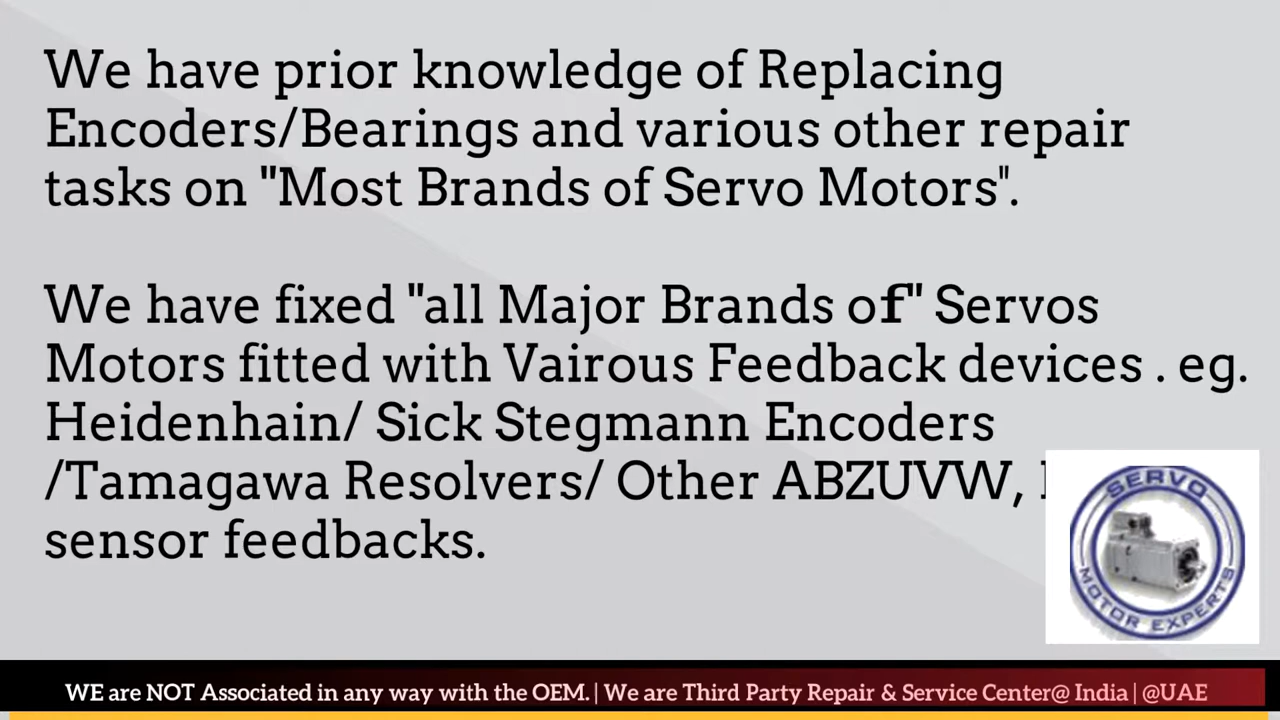 We have prior knowledge of Replacing
Encoders/Bearings and various other repair
tasks on "Most Brands of Servo Motors".
We have fixed "all Major Brands of" Servos
Motors fitted with Vairous Feedback devices . eg.
Heidenhain/ Sick Stegmann Encoders
/Tamagawa Resolvers/ Other ABZUVW,
sensor feedbacks.
SERVO
MOTOR EXPERTS
WE are NOT Associated in any way with the OEM. | We are Third Party Repair & Service Center@ India | @UAE